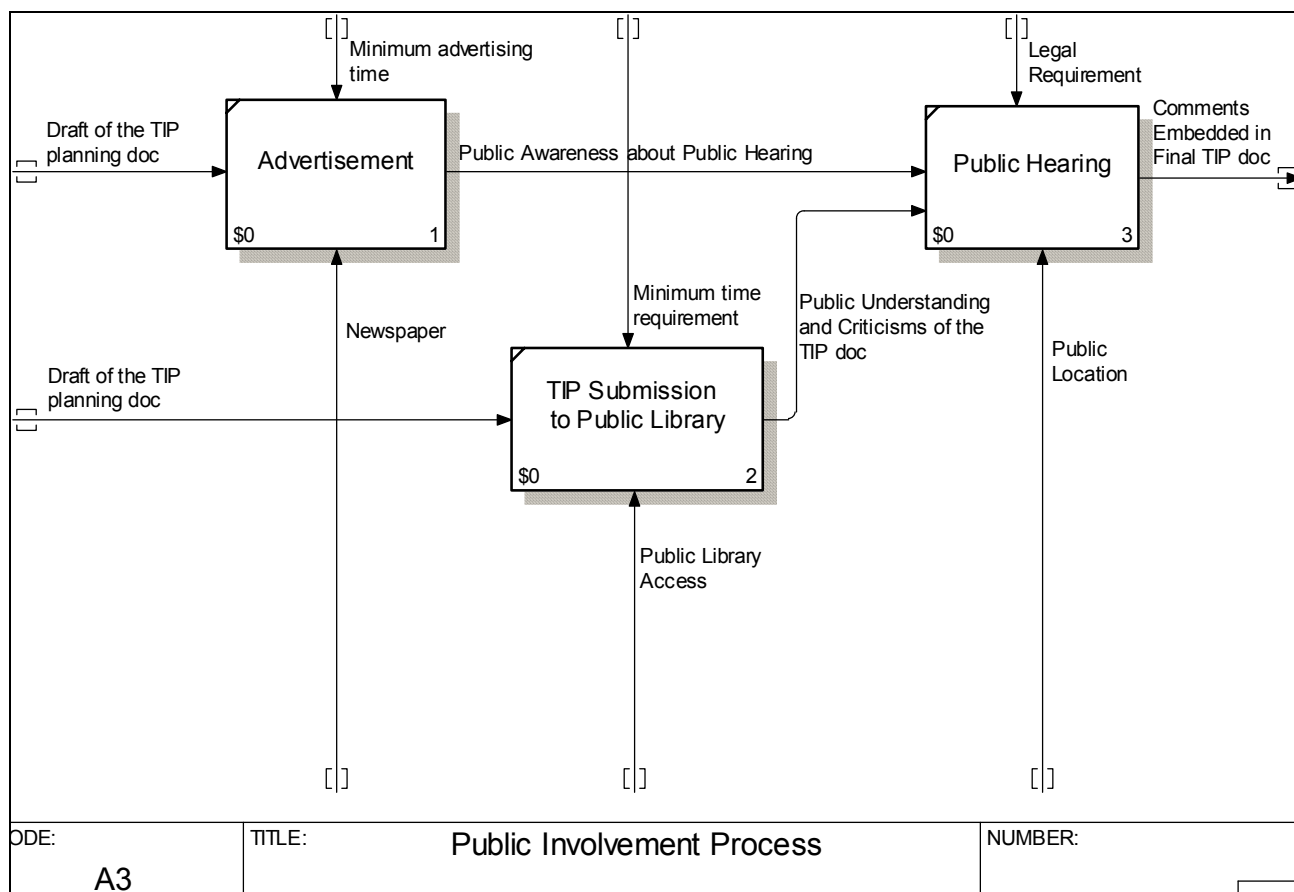 Minimum advertising
time
Legal
Requirement
Draft of the TIP
planning doc
Advertisement
$0
1
Public Awareness about Public Hearing
Public Hearing
$0
3
Comments
Embedded in
Final TIP doc
Newspaper
Minimum time
requirement
Public Understanding
and Criticisms of the
TIP doc
Public
Location
Draft of the TIP
planning doc
TIP Submission
to Public Library
$0
2
Public Library
Access
ODE:
A3
TITLE:
Public Involvement Process
NUMBER: